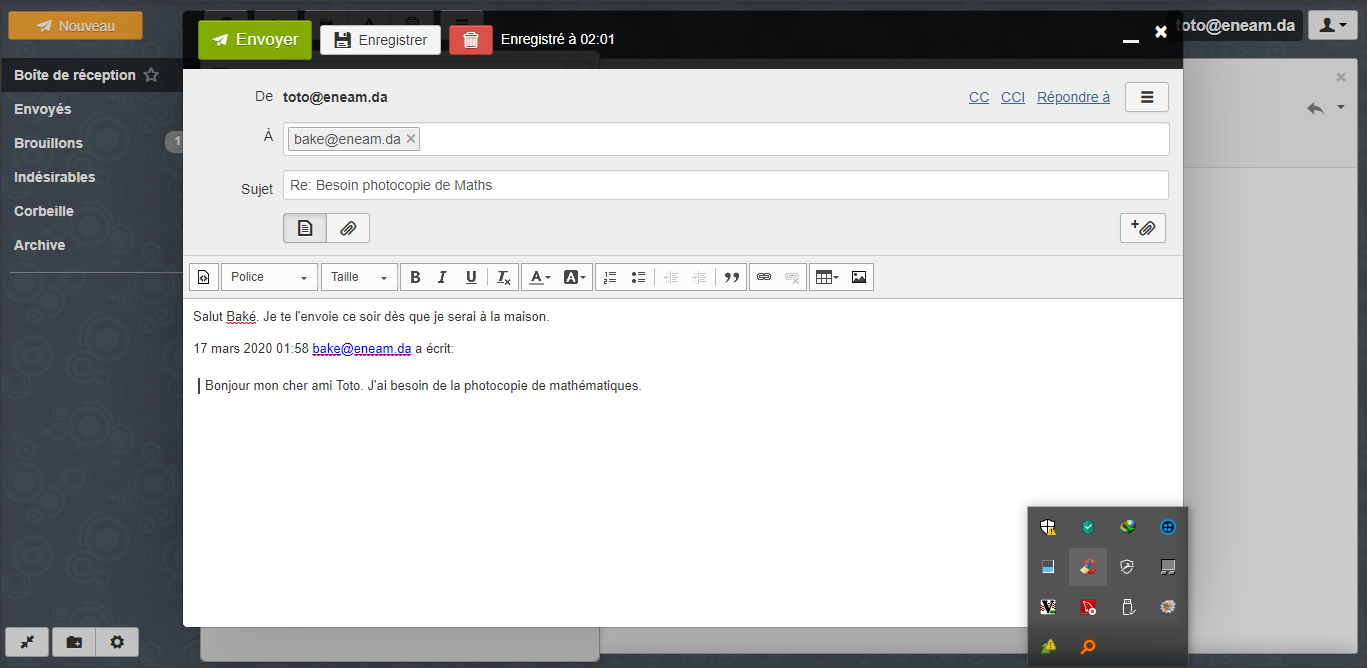 Nouveau
Envoyer
Enregistrer
Enregistré à 02:01
toto@eneam.da
Boîte de réception
Envoyés
Brouillons
1
Indésirables
Corbeille
Archive
De toto@eneam.da
CC CCI Répondre à
À bake@eneam.da
Sujet Re: Besoin photocopie de Maths
Police Taille B I U Tx A A
Salut Baké. Je te l'envoie ce soir dès que je serai à la maison.
17 mars 2020 01:58 bake@eneam.da a écrit:
Bonjour mon cher ami Toto. J'ai besoin de la photocopie de mathématiques.